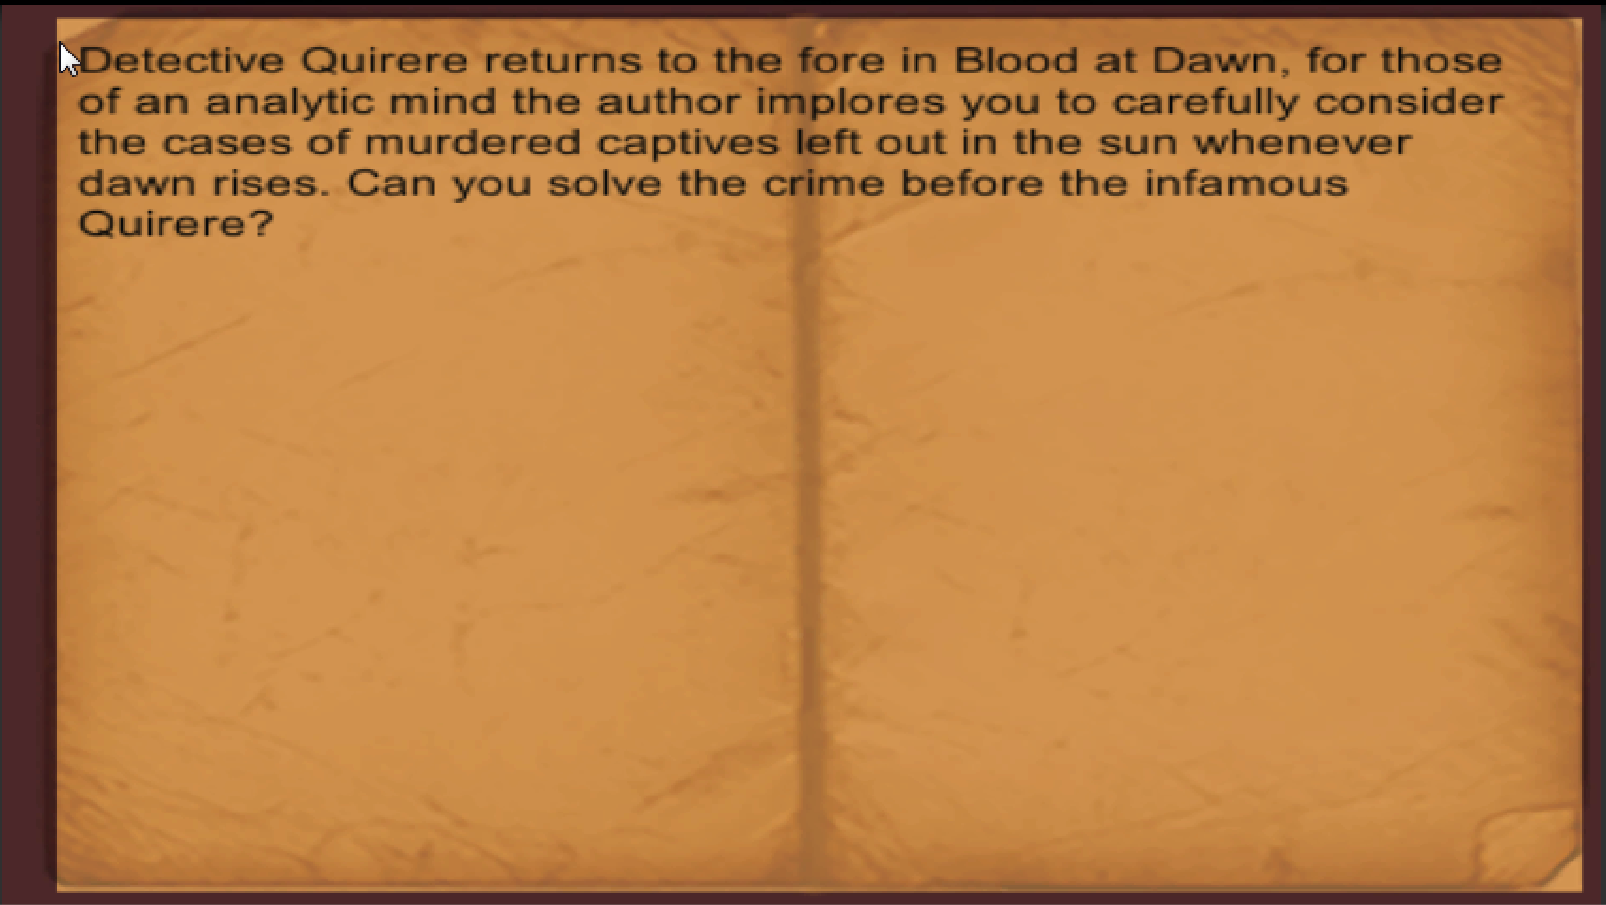 Detective Quirere returns to the fore in Blood at Dawn, for those
of an analytic mind the author implores you to carefully consider
the cases of murdered captives left out in the sun whenever
dawn rises. Can you solve the crime before the infamous
Quirere?